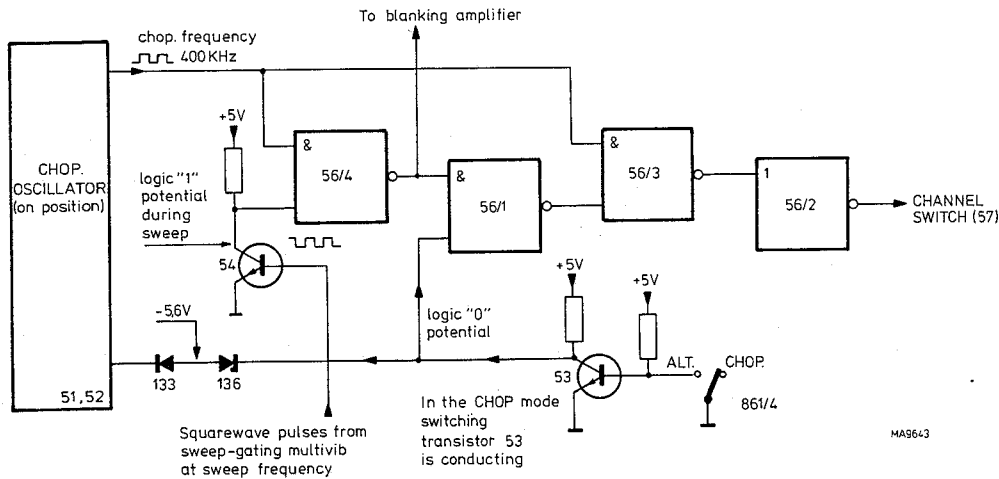 To blanking amplifier
chop. frequency
400KHz
+5V
&
56/4
&
56/1
&
56/3
1
56/2
CHANNEL
SWITCH (57)
CHOP.
OSCILLATOR
(on position)
logic "1"
potential
during
sweep
54
-5,6V
133
136
51,52
logic "0"
potential
+5V
+5V
53
ALT.
CHOP.
861/4
In the CHOP mode
switching
transistor 53
is conducting
Squarewave pulses from
sweep-gating multivib
at sweep frequency
MA9643